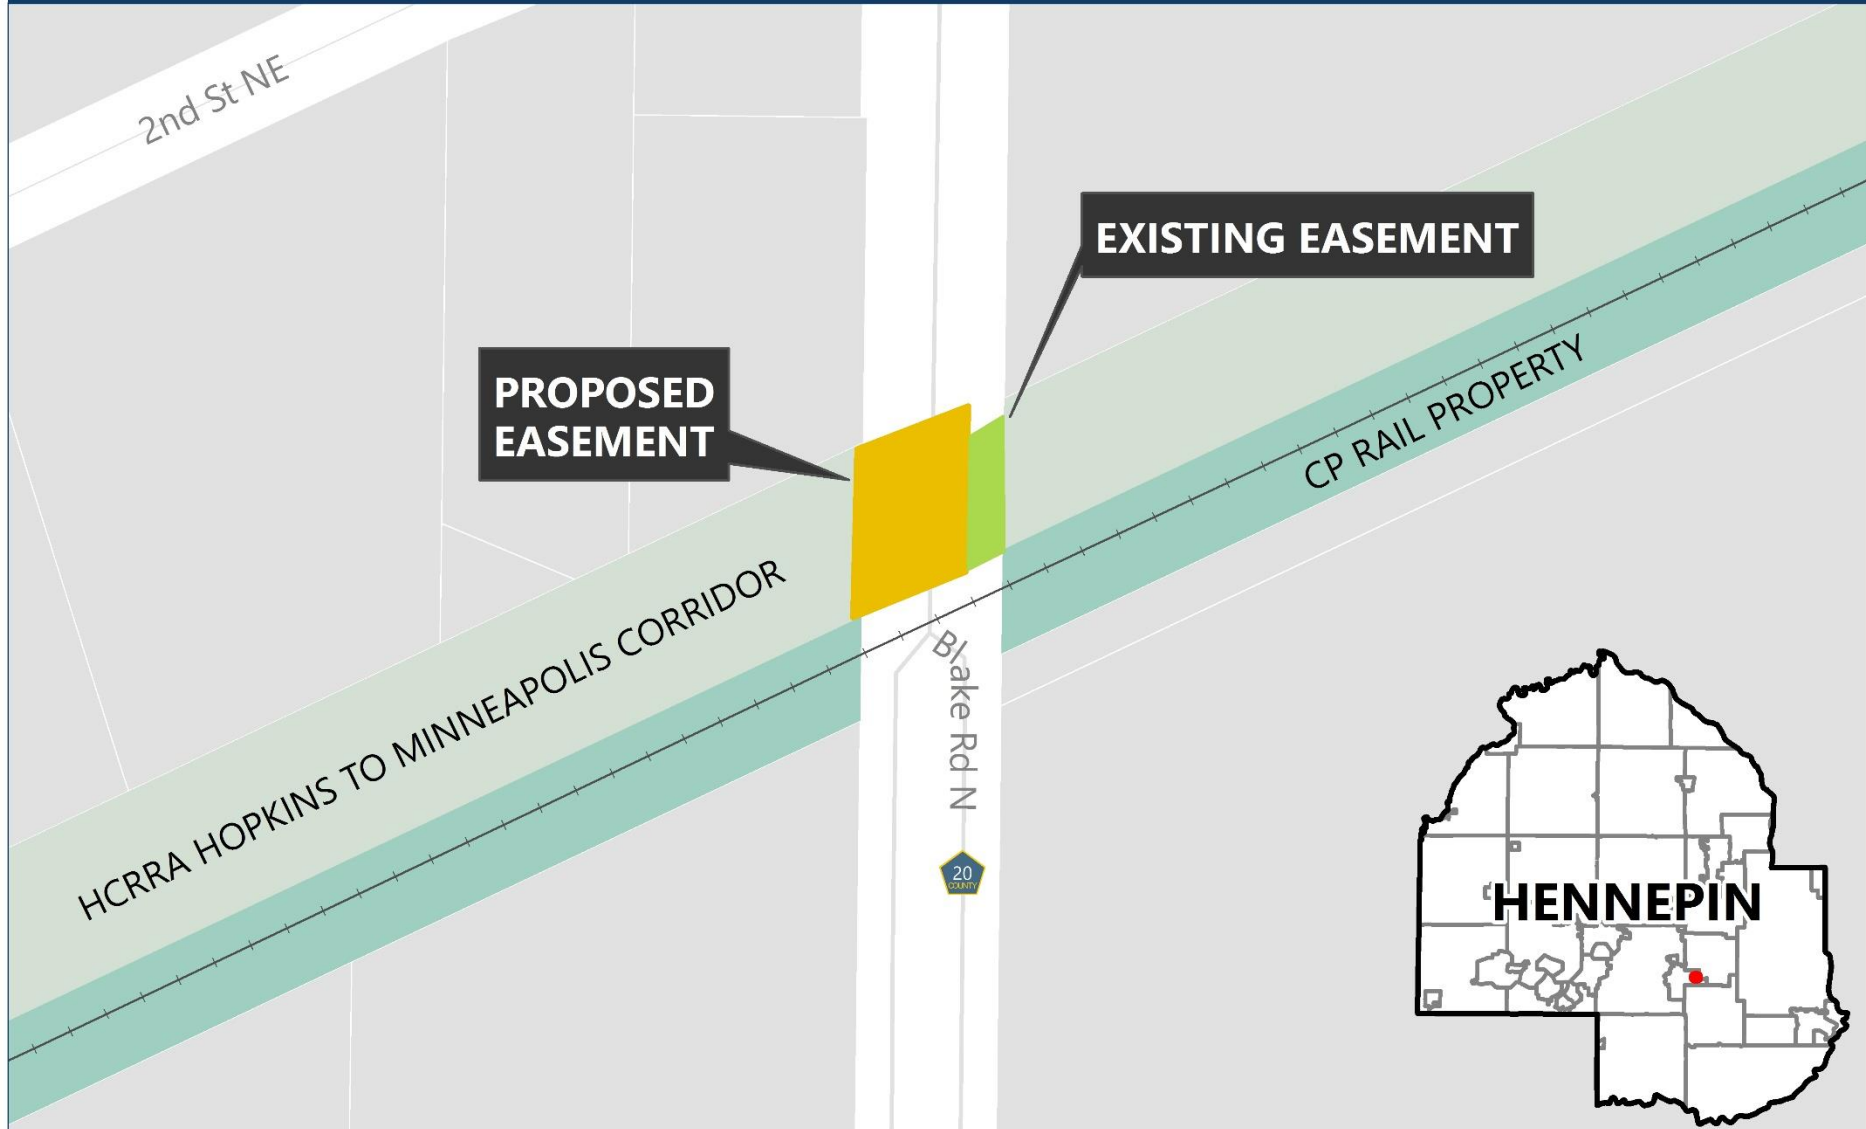 2nd St NE
EXISTING EASEMENT
PROPOSED
EASEMENT
CP RAIL PROPERTY
HCRRA HOPKINS TO MINNEAPOLIS CORRIDOR
Blake Rd N
20
COUNTY
HENNEPIN